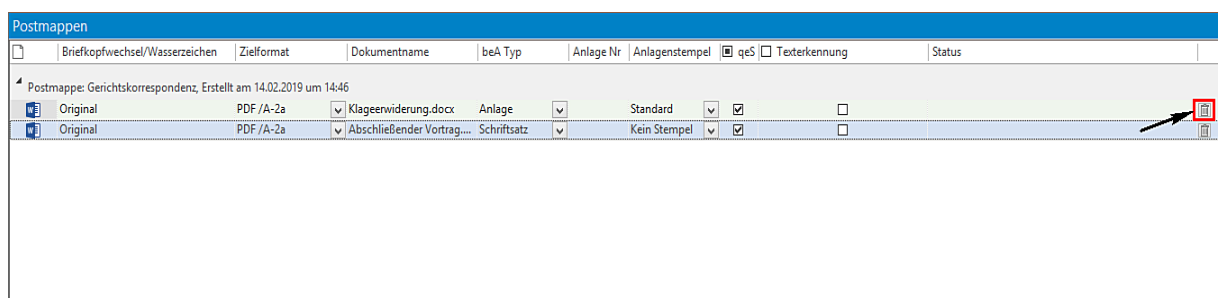 Postmappen
Briefkopfwechsel/Wasserzeichen Zielformat Dokumentname beA Typ Anlage Nr Anlagenstempel qeS Texterkennung Status
Postmappe: Gerichtskorrespondenz, Erstellt am 14.02.2019 um 14:46
Original PDF /A-2a Klageerwiderung.docx Anlage Standard
Original PDF /A-2a Abschließender Vortrag.... Schriftsatz Kein Stempel